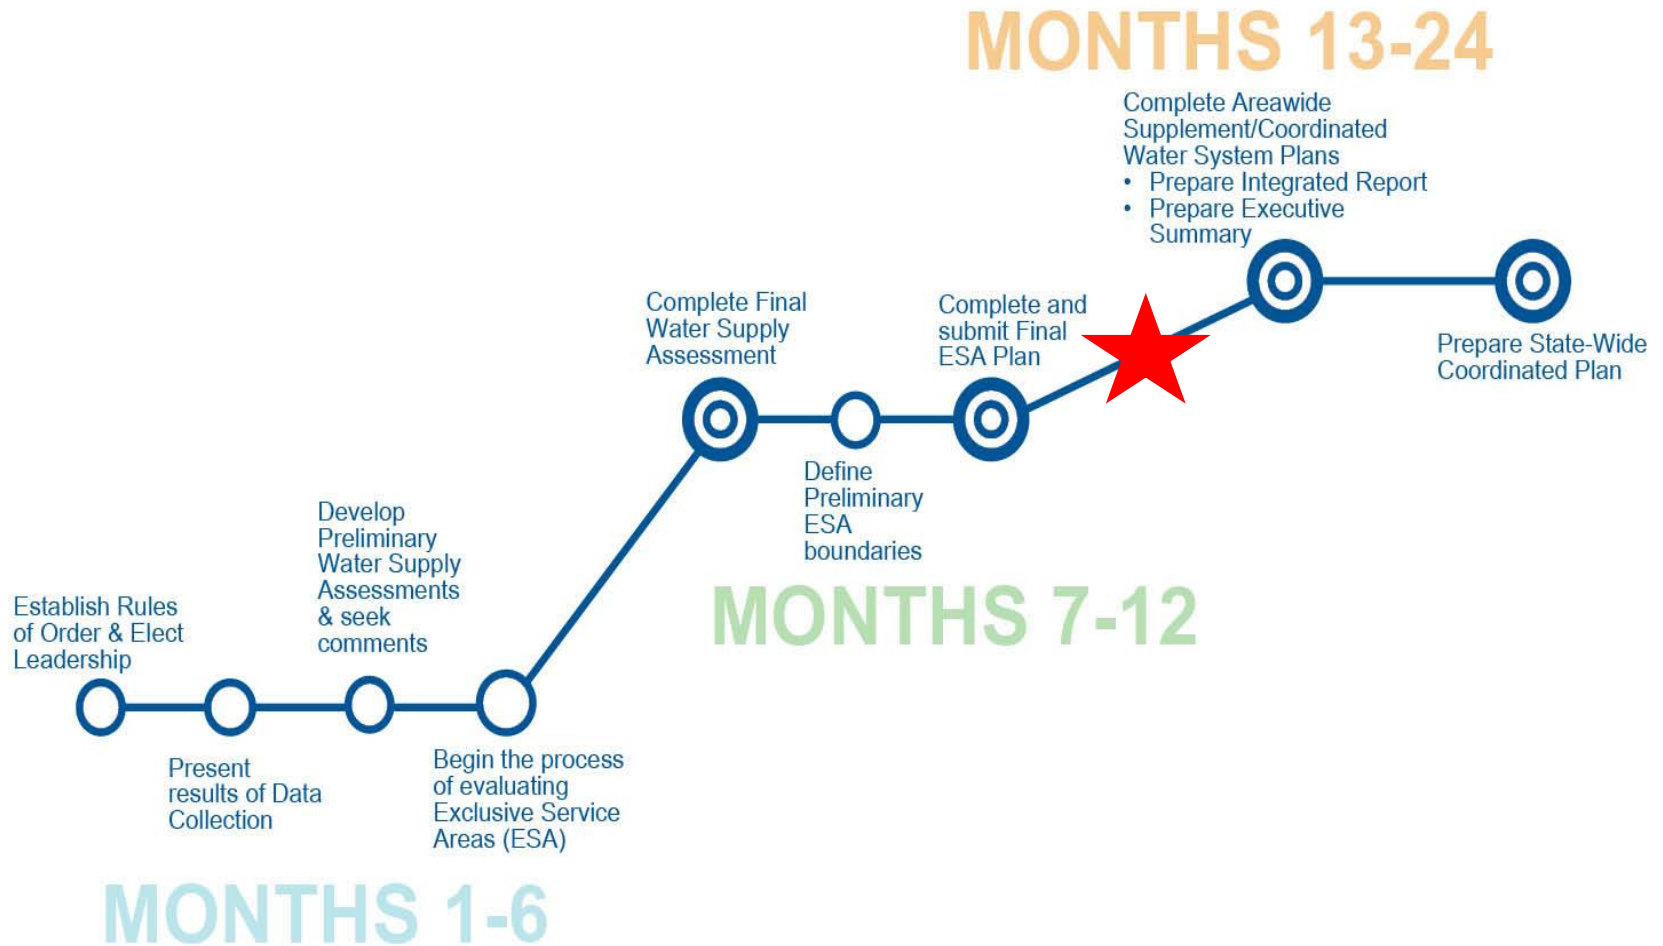 MONTHS 13-24
Complete Areawide
Supplement/Coordinated
Water System Plans
• Prepare Integrated Report
• Prepare Executive
Summary
Complete Final
Water Supply
Assessment
Complete and
submit Final
ESA Plan
Prepare State-Wide
Coordinated Plan
Define
Preliminary
ESA
boundaries
MONTHS 7-12
Develop
Preliminary
Water Supply
Assessments
& seek
comments
Establish Rules
of Order & Elect
Leadership
Present
results of Data
Collection
Begin the process
of evaluating
Exclusive Service
Areas (ESA)
MONTHS 1-6